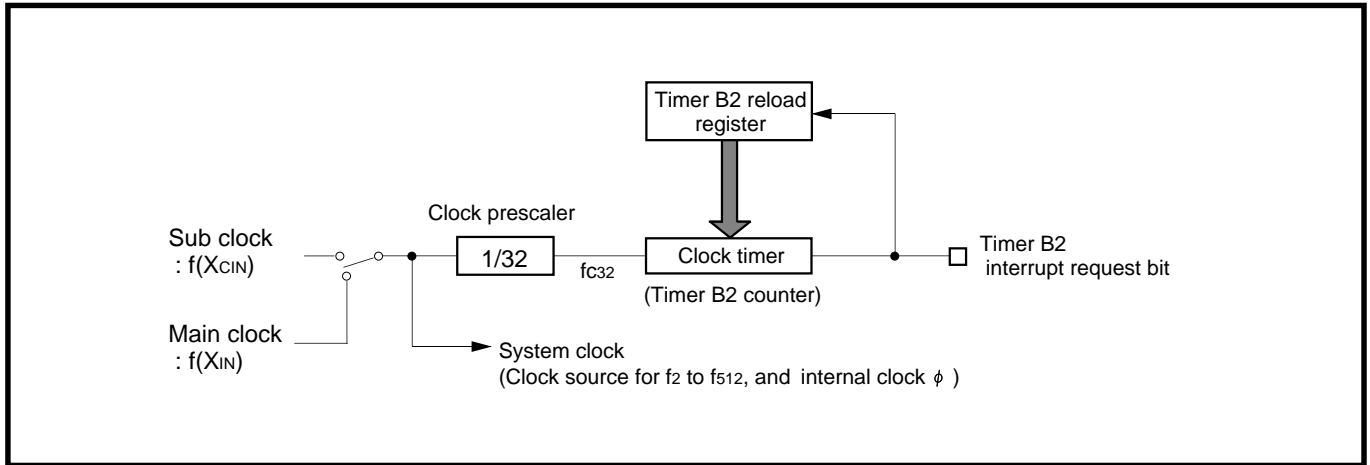 Timer B2 reload
register
Clock prescaler
Sub clock
: f(XCIN)
1/32
fC32
Clock timer
(Timer B2 counter)
Timer B2
interrupt request bit
Main clock
: f(XIN)
System clock
(Clock source for f2 to f512, and internal clock ϕ )